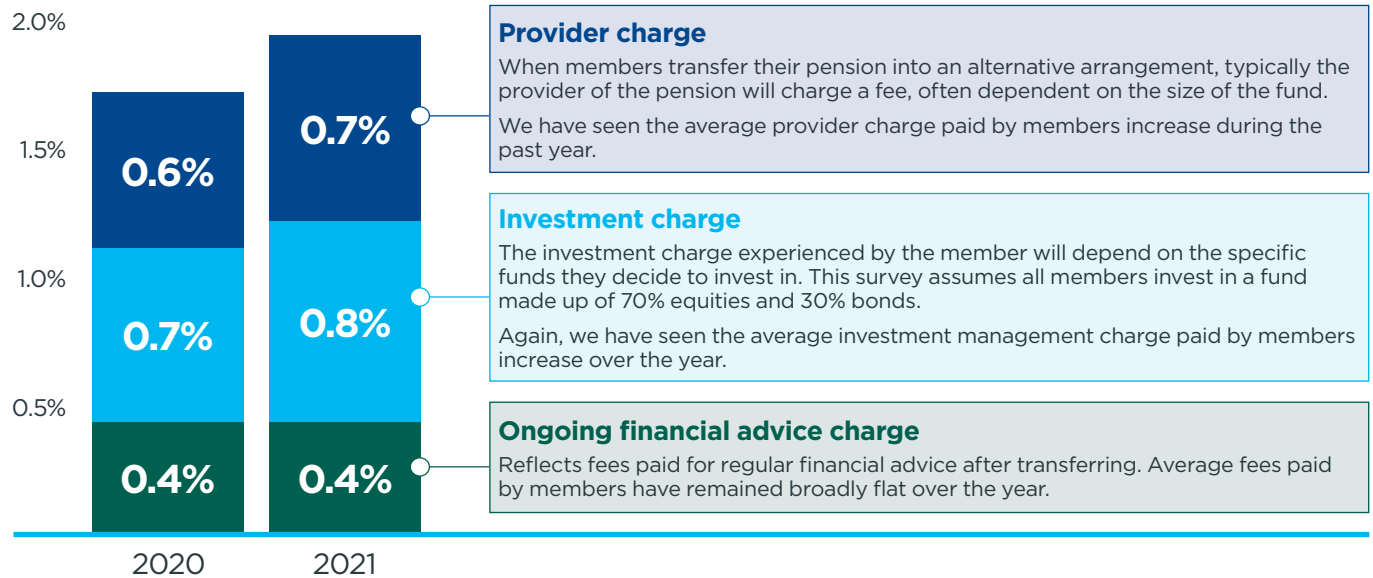 2.0%
1.5%
1.0%
0.5%
0.6%
0.7%
0.4%
2020
0.7%
0.8%
0.4%
2021
Provider charge
When members transfer their pension into an alternative arrangement, typically the
provider of the pension will charge a fee, often dependent on the size of the fund.
We have seen the average provider charge paid by members increase during the
past year.
Investment charge
The investment charge experienced by the member will depend on the specific
funds they decide to invest in. This survey assumes all members invest in a fund
made up of 70% equities and 30% bonds.
Again, we have seen the average investment management charge paid by members
increase over the year.
Ongoing financial advice charge
Reflects fees paid for regular financial advice after transferring. Average fees paid
by members have remained broadly flat over the year.